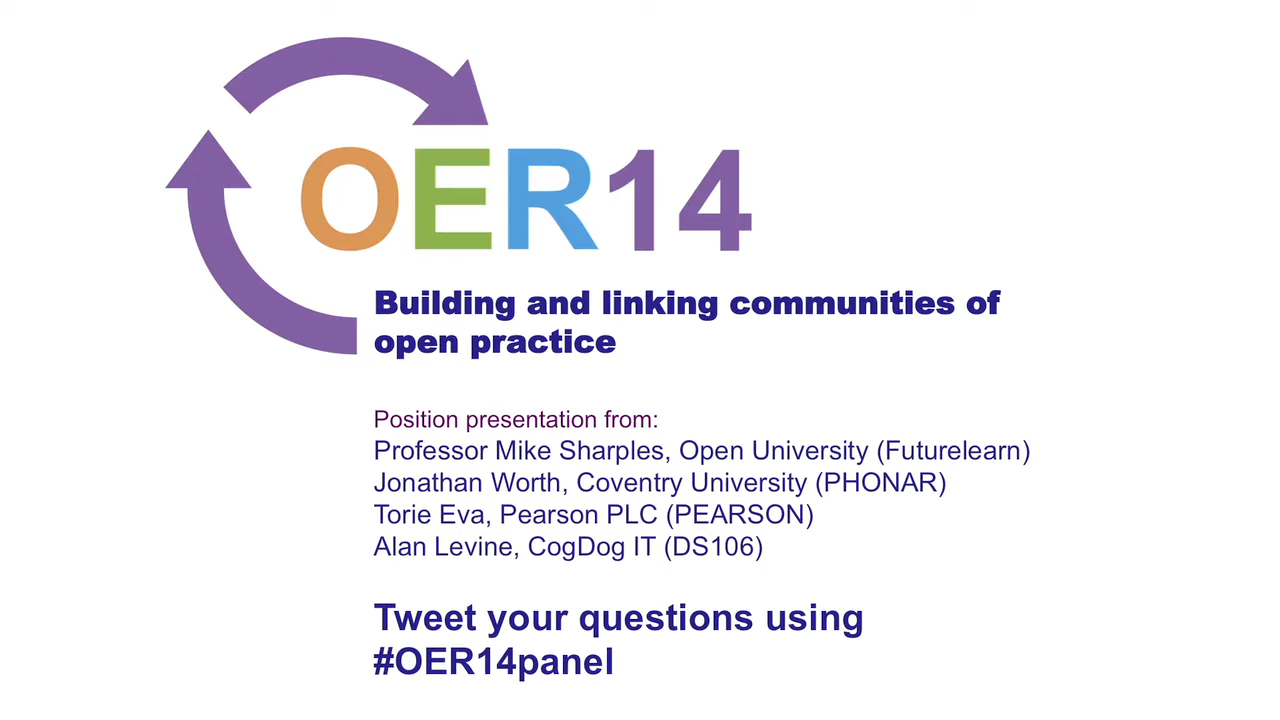 OER14
Building and linking communities of
open practice
Position presentation from:
Professor Mike Sharples, Open University (Futurelearn)
Jonathan Worth, Coventry University (PHONAR)
Torie Eva, Pearson PLC (PEARSON)
Alan Levine, CogDog IT (DS106)
Tweet your questions using
#OER14panel